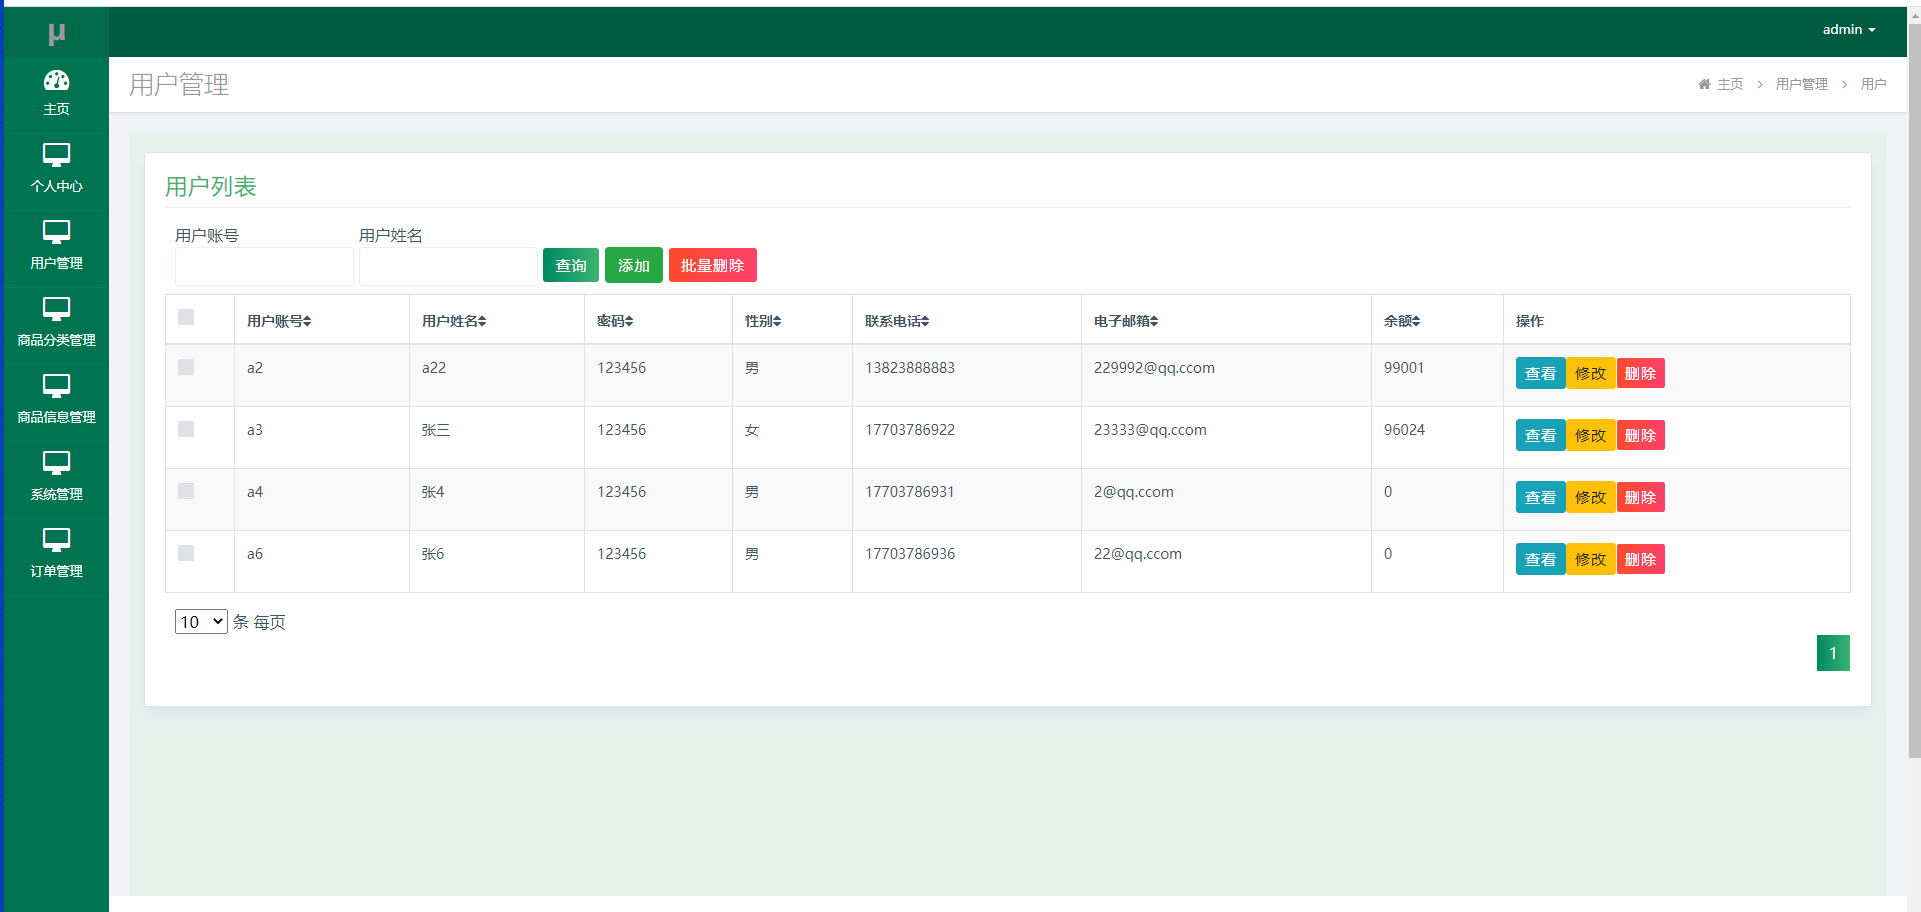 µ
admin
主页
个人中心
用户管理
商品分类管理
商品信息管理
系统管理
订单管理
用户管理
主页 > 用户管理 > 用户
用户列表
用户账号 用户姓名
查询 添加 批量删除
用户账号 用户姓名 密码 性别 联系电话 电子邮箱 余额 操作
a2 a22 123456 男 13823888883 229992@qq.ccom 99001 查看 修改 删除
a3 张三 123456 女 17703786922 23333@qq.ccom 96024 查看 修改 删除
a4 张4 123456 男 17703786931 2@qq.ccom 0 查看 修改 删除
a6 张6 123456 男 17703786936 22@qq.ccom 0 查看 修改 删除
10 条 每页
1